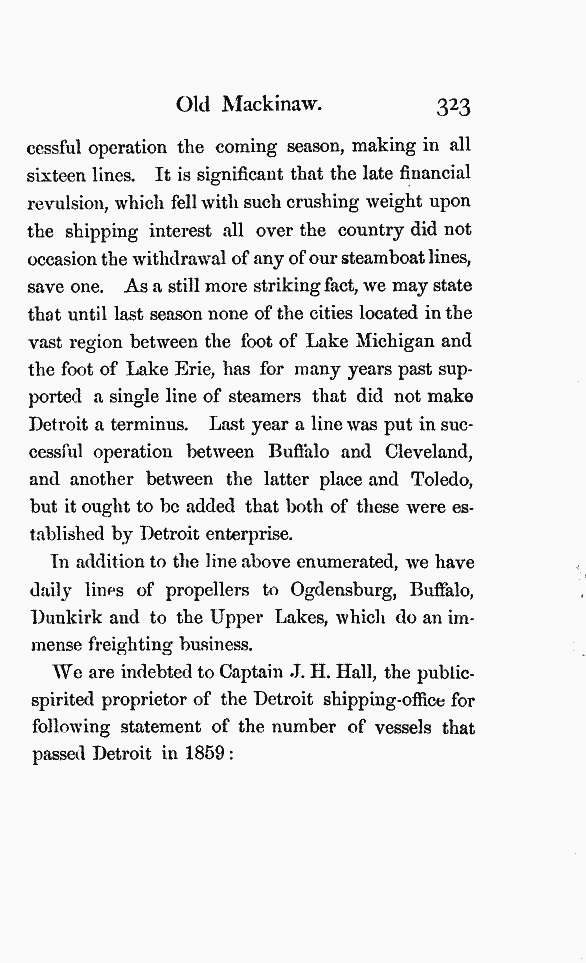 Old Mackinaw. 323
cessful operation the coming season, making in all
sixteen lines. It is significant that the late financial
revulsion, which fell with such crushing weight upon
the shipping interest all over the country did not
occasion the withdrawal of any of our steamboat lines,
save one. As a still more striking fact, we may state
that until last season none of the cities located in the
vast region between the foot of Lake Michigan and
the foot of Lake Erie, has for many years past sup-
ported a single line of steamers that did not make
Detroit a terminus. Last year a line was put in suc-
cessful operation between Buffalo and Cleveland,
and another between the latter place and Toledo,
but it ought to be added that both of these were es-
tablished by Detroit enterprise.
In addition to the line above enumerated, we have
daily lines of propellers to Ogdensburg, Buffalo,
Dunkirk and to the Upper Lakes, which do an im-
mense freighting business.
We are indebted to Captain J. H. Hall, the public-
spirited proprietor of the Detroit shipping-office for
following statement of the number of vessels that
passed Detroit in 1859: